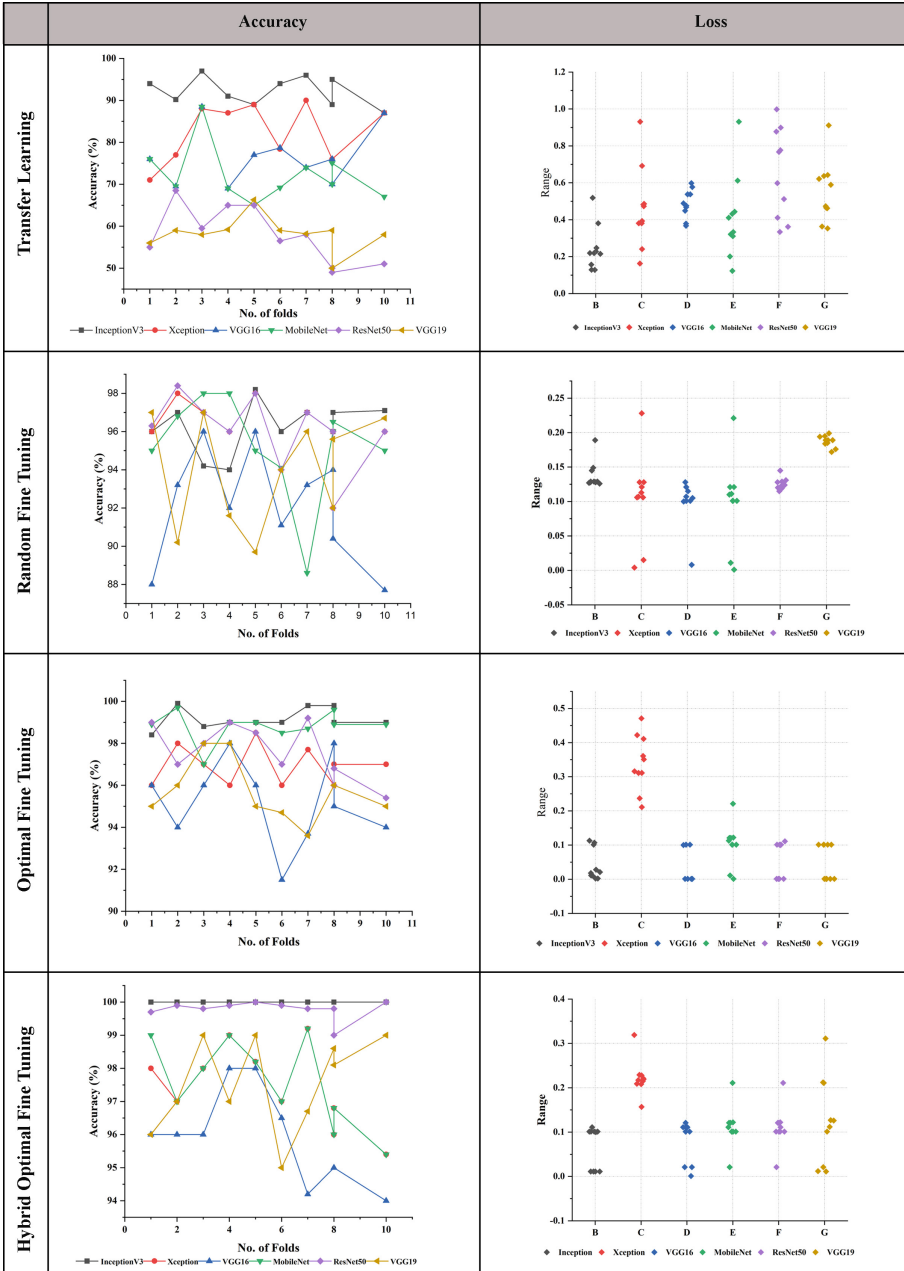 Accuracy
Loss
Transfer Learning
100
90
80
70
60
50
Accuracy (%)
0 1 2 3 4 5 6 7 8 9 10 11
No. of folds
InceptionV3 Xception VGG16 MobileNet ResNet50 VGG19
1.2
1.0
0.8
0.6
0.4
0.2
0.0
Range
B C D E F G
InceptionV3 Xception VGG16 MobileNet ResNet50 VGG19
Random Fine Tuning
98
96
94
92
90
88
Accuracy (%)
0 1 2 3 4 5 6 7 8 9 10 11
No. of Folds
0.25
0.20
0.15
0.10
0.05
0.00
-0.05
Range
B C D E F G
InceptionV3 Xception VGG16 MobileNet ResNet50 VGG19
Optimal Fine Tuning
100
98
96
94
92
90
Accuracy (%)
0 1 2 3 4 5 6 7 8 9 10 11
No. of Folds
0.5
0.4
0.3
0.2
0.1
0.0
-0.1
Range
B C D E F G
InceptionV3 Xception VGG16 MobileNet ResNet50 VGG19
Hybrid Optimal Fine Tuning
100
99
98
97
96
95
94
Accuracy (%)
0 1 2 3 4 5 6 7 8 9 10 11
No. of Folds
InceptionV3 Xception VGG16 MobileNet ResNet50 VGG19
0.4
0.3
0.2
0.1
0.0
-0.1
Range
B C D E F G
Inception Xception VGG16 MobileNet ResNet50 VGG19